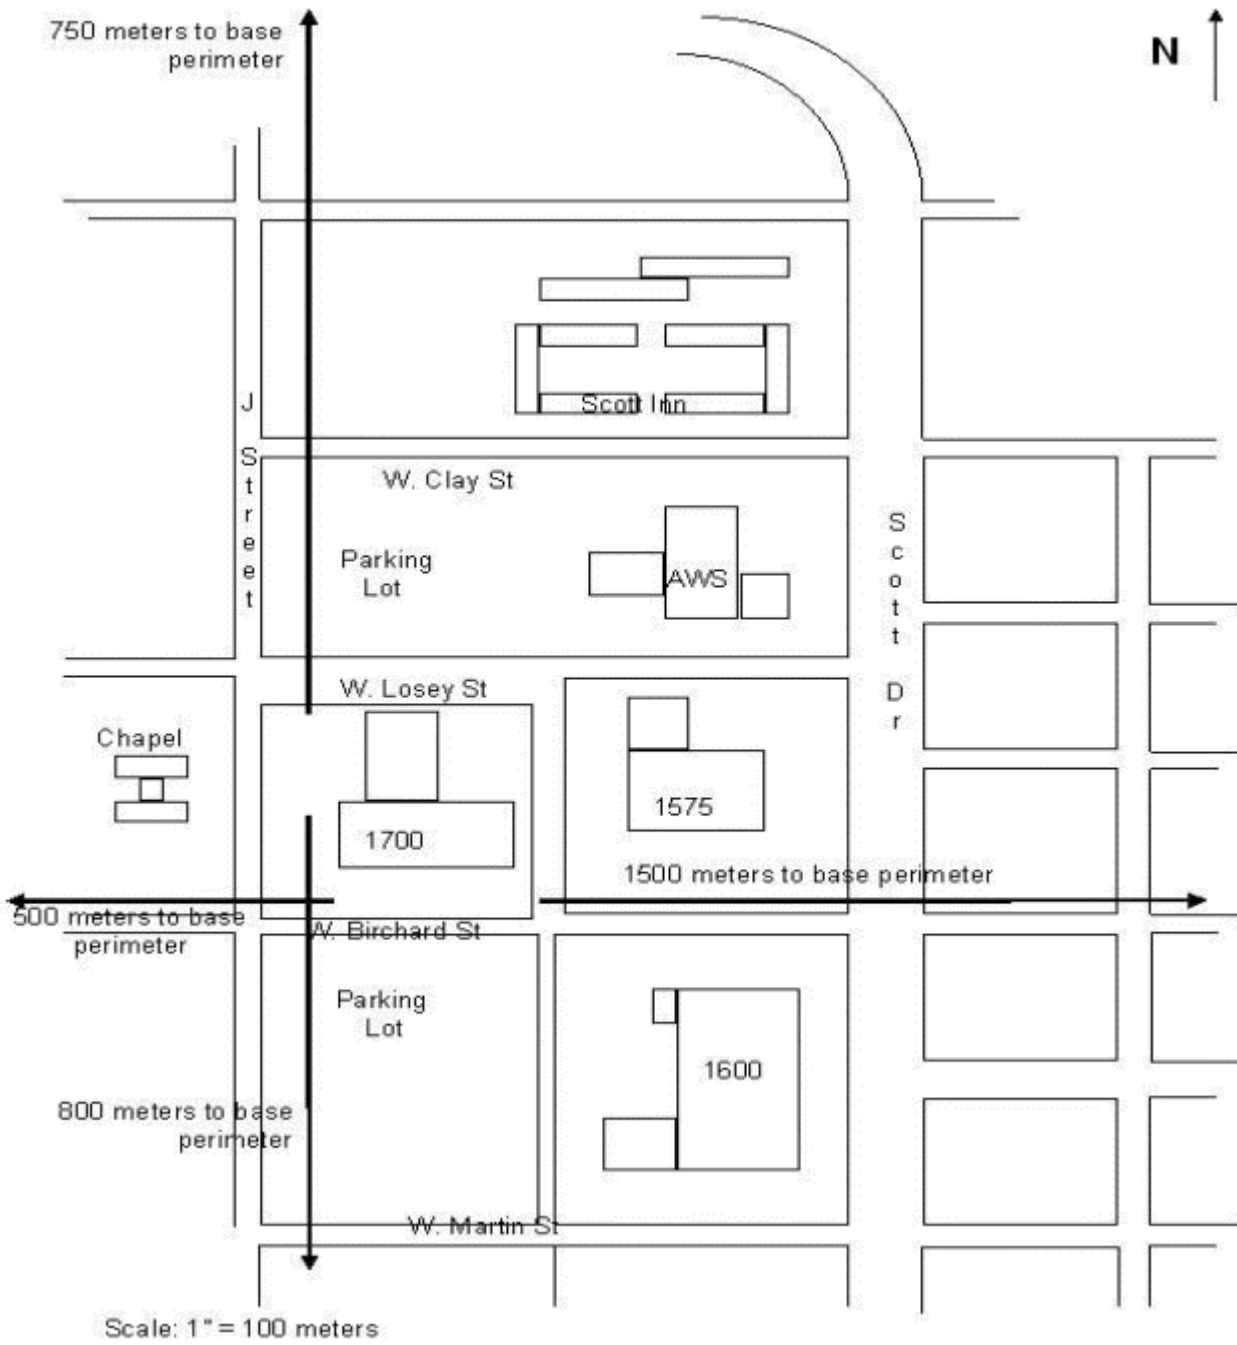 750 meters to base
perimeter
N
Scott Inn
J
Street
W. Clay St
Parking
Lot
AWS
Scott Dr
W. Losey St
Chapel
1575
1700
1500 meters to base perimeter
500 meters to base
perimeter
W. Birchard St
Parking
Lot
1600
800 meters to base
perimeter
W. Martin St
Scale: 1" = 100 meters